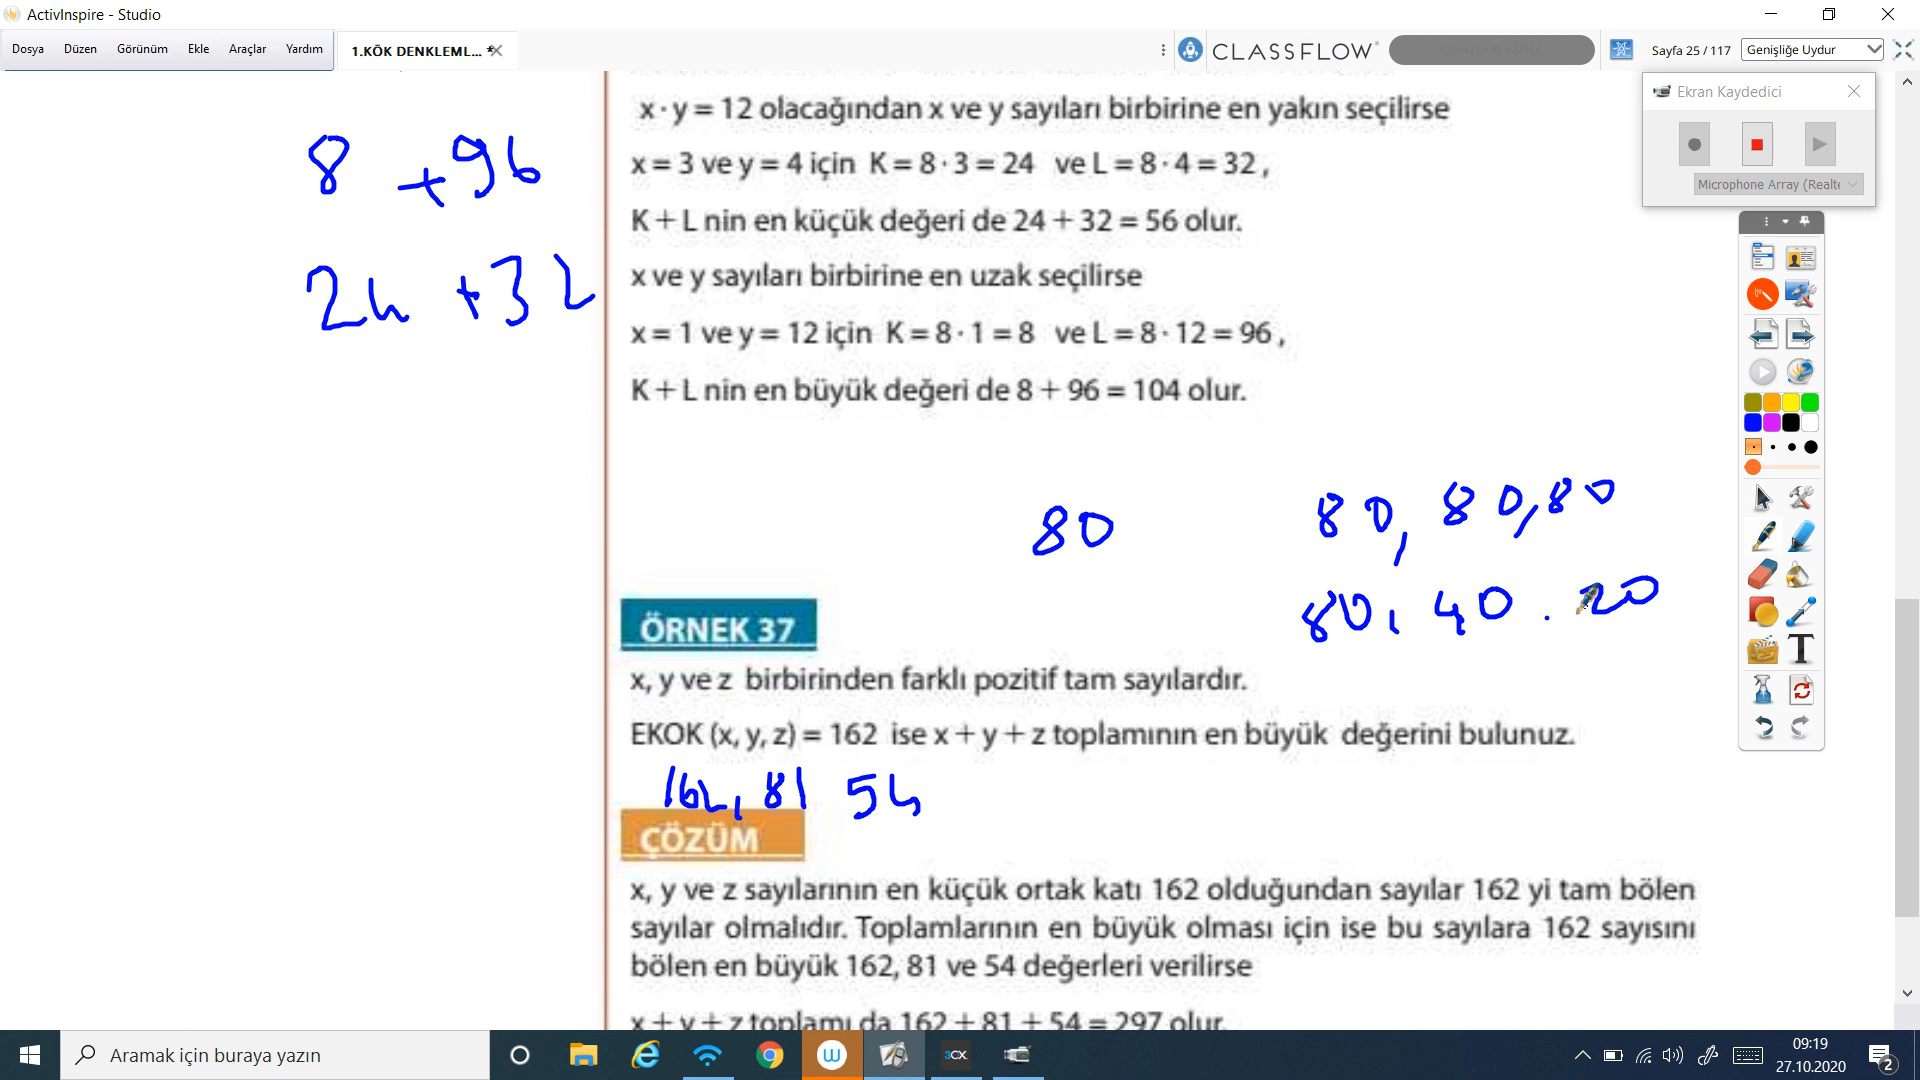 ActivInspire - Studio
Dosya Düzen Görünüm Ekle Araçlar Yardım
1.KÖK DENKLEML... *
CLASSFLOW
Sayfa 25 / 117
Genişliğe Uydur
Ekran Kaydedici
Microphone Array (Realte
8 + 96
24 + 32
x · y = 12 olacağından x ve y sayıları birbirine en yakın seçilirse
x = 3 ve y = 4 için K = 8 · 3 = 24 ve L = 8 · 4 = 32 ,
K + L nin en küçük değeri de 24 + 32 = 56 olur.
x ve y sayıları birbirine en uzak seçilirse
x = 1 ve y = 12 için K = 8 · 1 = 8 ve L = 8 · 12 = 96 ,
K + L nin en büyük değeri de 8 + 96 = 104 olur.
80
80, 80, 80
80, 40 . 20
ÖRNEK 37
x, y ve z birbirinden farklı pozitif tam sayılardır.
EKOK (x, y, z) = 162 ise x + y + z toplamının en büyük değerini bulunuz.
162, 81 54
ÇÖZÜM
x, y ve z sayılarının en küçük ortak katı 162 olduğundan sayılar 162 yi tam bölen
sayılar olmalıdır. Toplamlarının en büyük olması için ise bu sayılara 162 sayısını
bölen en büyük 162, 81 ve 54 değerleri verilirse
x + y + z toplamı da 162 + 81 + 54 = 297 olur.
Aramak için buraya yazın
3CX
09:19
27.10.2020
2